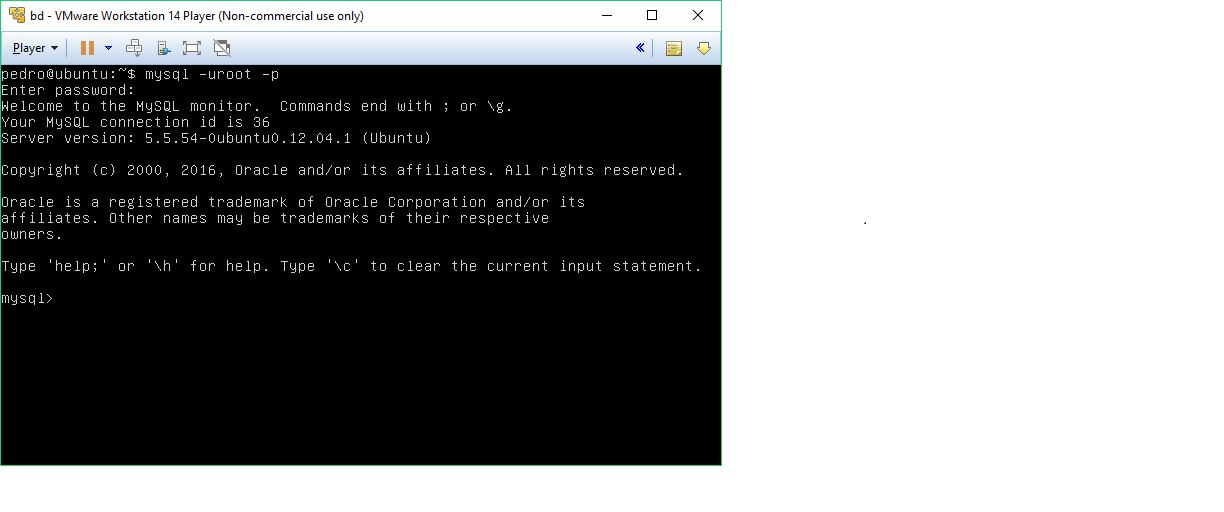 bd - VMware Workstation 14 Player (Non-commercial use only)
Player
pedro@ubuntu:~$ mysql -uroot -p
Enter password:
Welcome to the MySQL monitor.  Commands end with ; or \g.
Your MySQL connection id is 36
Server version: 5.5.54-0ubuntu0.12.04.1 (Ubuntu)
Copyright (c) 2000, 2016, Oracle and/or its affiliates. All rights reserved.
Oracle is a registered trademark of Oracle Corporation and/or its
affiliates. Other names may be trademarks of their respective
owners.
Type 'help;' or '\h' for help. Type '\c' to clear the current input statement.
mysql>